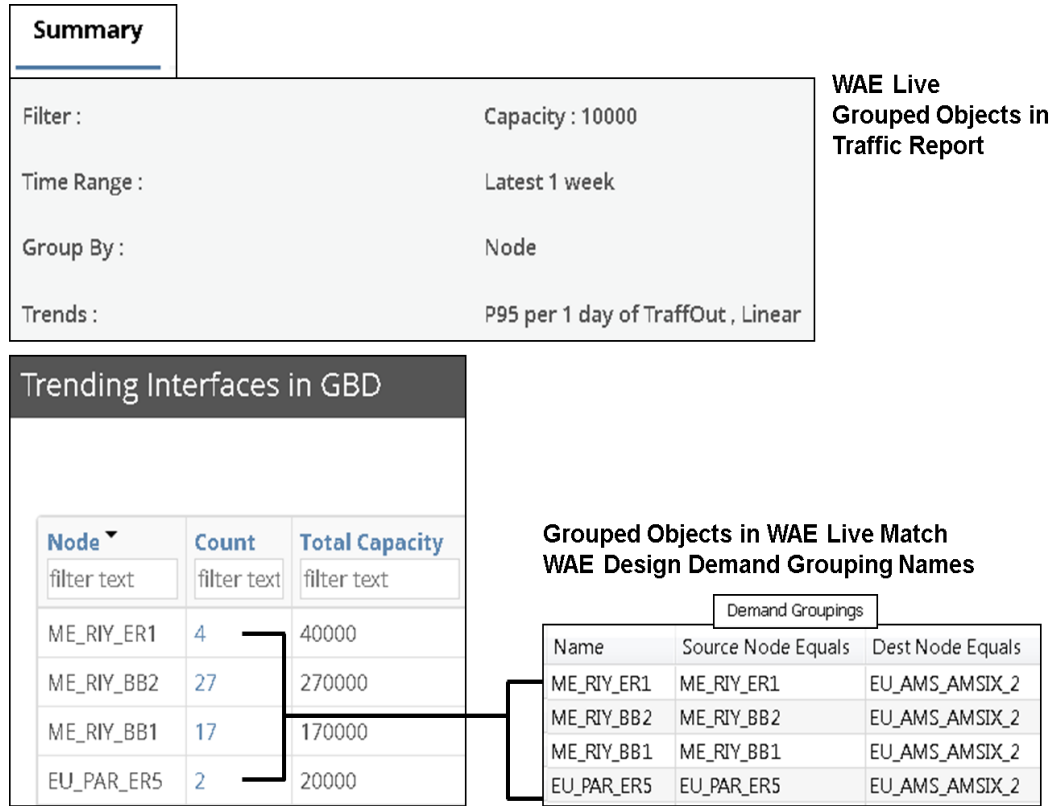 Summary
WAE Live
Grouped Objects in
Traffic Report
Filter : Capacity : 10000
Time Range : Latest 1 week
Group By : Node
Trends : P95 per 1 day of TraffOut , Linear
Trending Interfaces in GBD
Node Count Total Capacity
filter text filter text filter text
ME_RIY_ER1 4 40000
ME_RIY_BB2 27 270000
ME_RIY_BB1 17 170000
EU_PAR_ER5 2 20000
Grouped Objects in WAE Live Match
WAE Design Demand Grouping Names
Demand Groupings
Name Source Node Equals Dest Node Equals
ME_RIY_ER1 ME_RIY_ER1 EU_AMS_AMSIX_2
ME_RIY_BB2 ME_RIY_BB2 EU_AMS_AMSIX_2
ME_RIY_BB1 ME_RIY_BB1 EU_AMS_AMSIX_2
EU_PAR_ER5 EU_PAR_ER5 EU_AMS_AMSIX_2